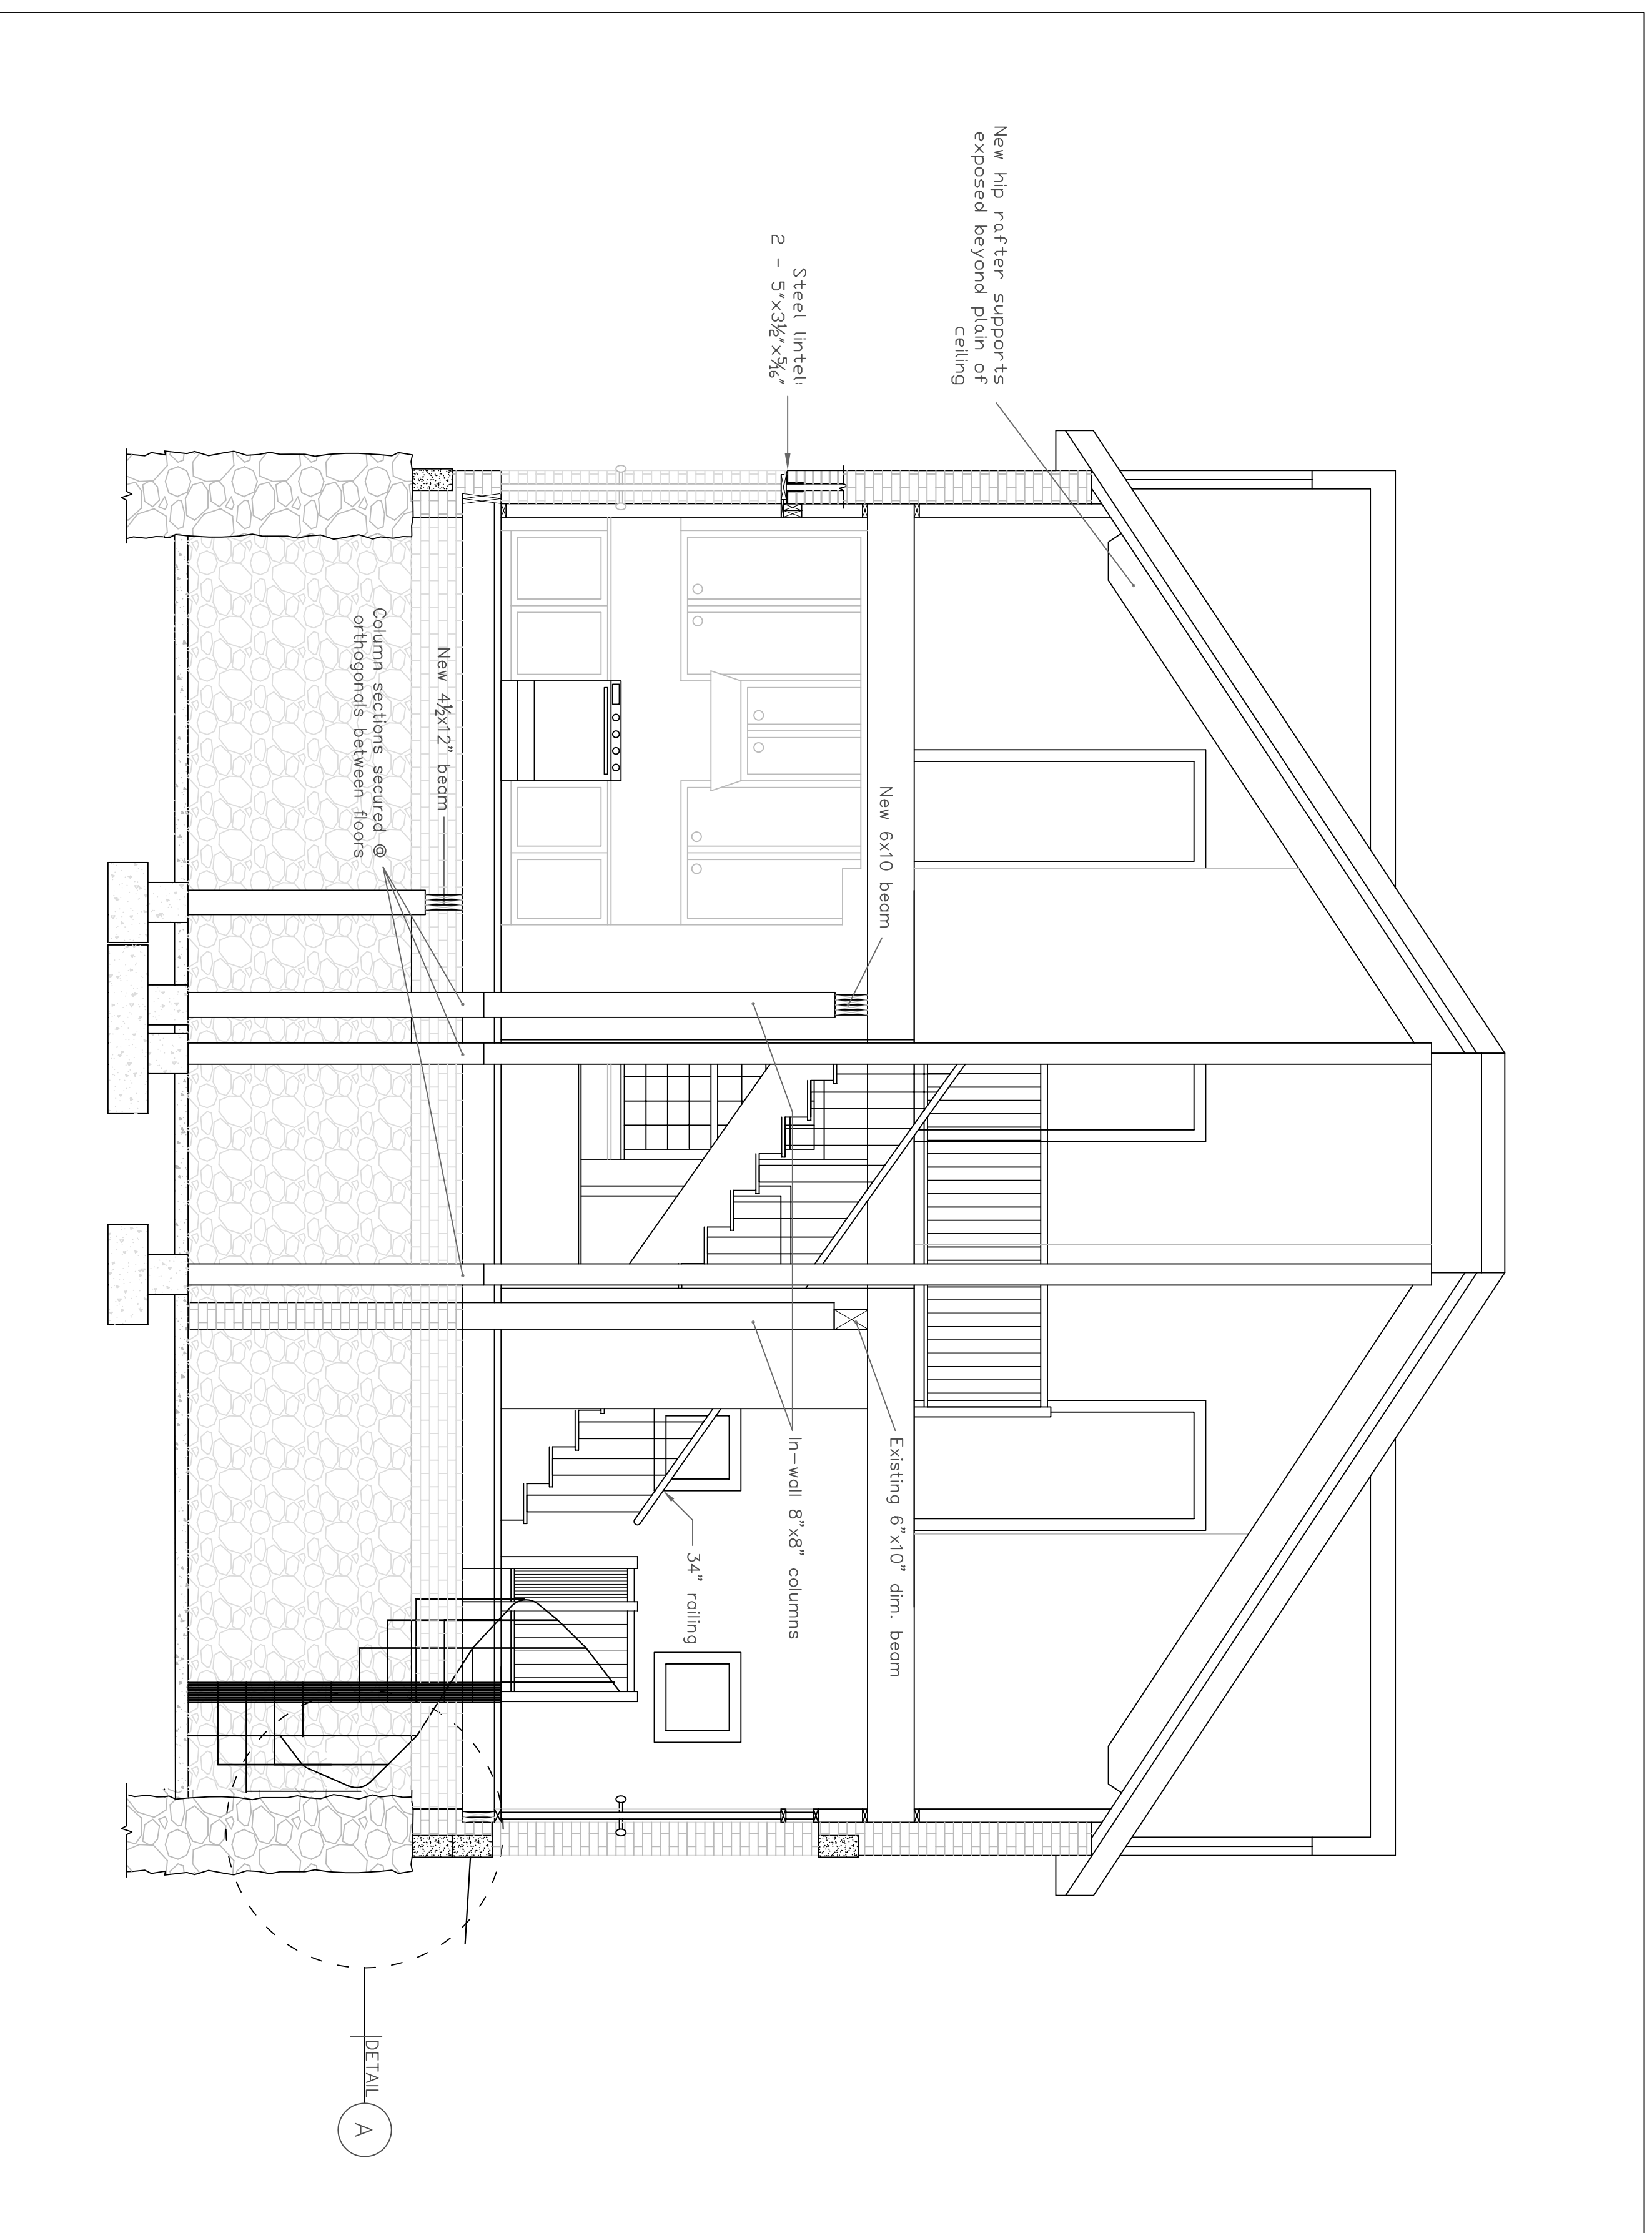 New hip rafter supports
exposed beyond plain of
ceiling
Steel lintel:
2 - 5"x3½"x5/16"
New 6x10 beam
Existing 6"x10" dim. beam
In-wall 8"x8" columns
34" railing
New 4½x12" beam
Column sections secured @
orthogonals between floors
DETAIL
A